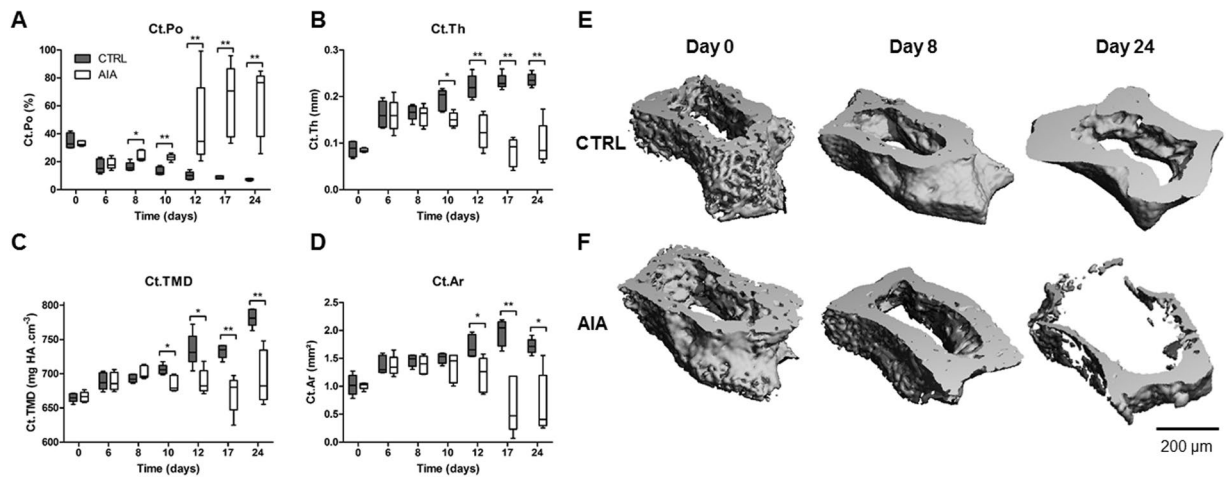 A
Ct.Po
CTRL
AIA
Ct.Po (%)
100
80
60
40
20
0
**
**
**
*
**
0 6 8 10 12 17 24
Time (days)
B
Ct.Th
Ct.Th (mm)
0.3
0.2
0.1
0.0
*
**
**
**
0 6 8 10 12 17 24
Time (days)
C
Ct.TMD
Ct.TMD (mg HA .cm⁻³)
800
750
700
650
600
*
*
**
**
0 6 8 10 12 17 24
Time (days)
D
Ct.Ar
Ct.Ar (mm²)
2.5
2.0
1.5
1.0
0.5
0.0
*
**
*
0 6 8 10 12 17 24
Time (days)
E
Day 0 Day 8 Day 24
CTRL
F
AIA
200 µm